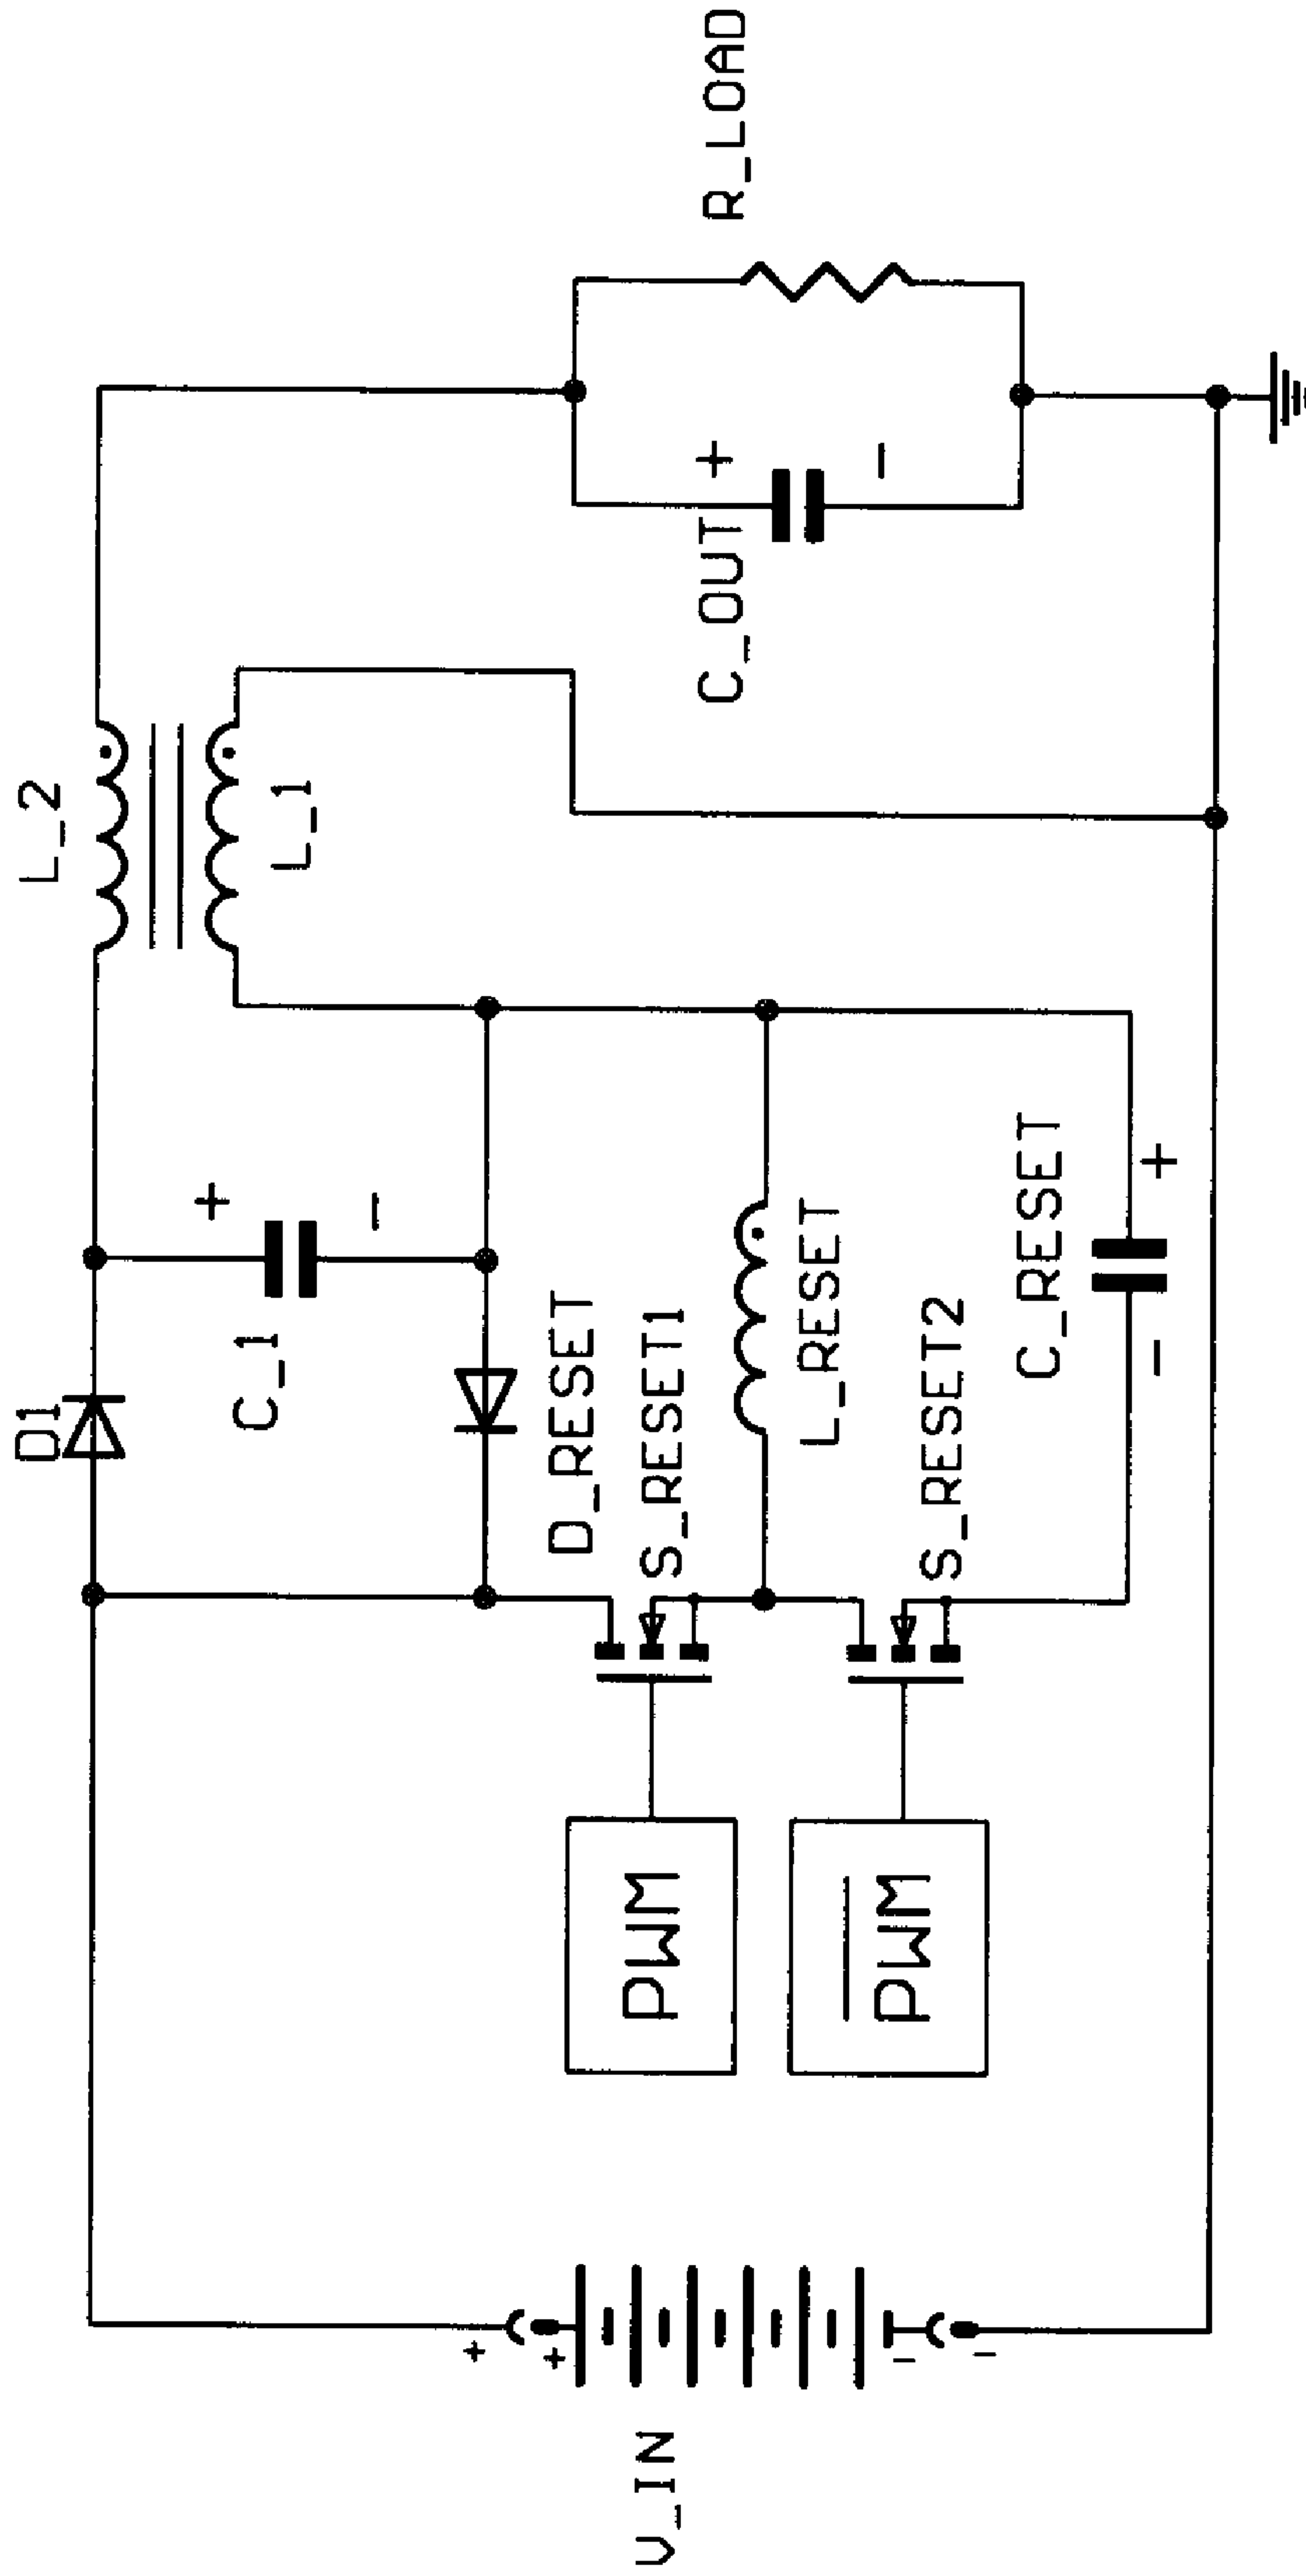 V_IN
PWM
PWM
D1
C_1
+
-
D_RESET
S_RESET1
L_RESET
S_RESET2
C_RESET
-
+
L_2
L_1
C_OUT
+
-
R_LOAD
+
+
-
-